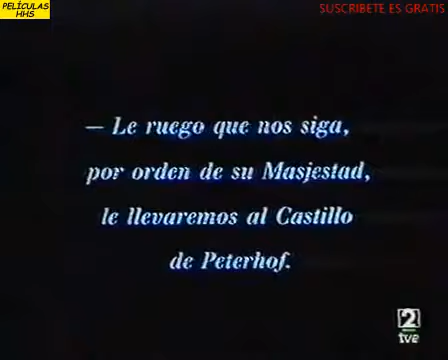 PELÍCULAS
HHS
SUSCRIBETE ES GRATIS
— Le ruego que nos siga,
por orden de su Masjestad,
le llevaremos al Castillo
de Peterhof.
2
tve